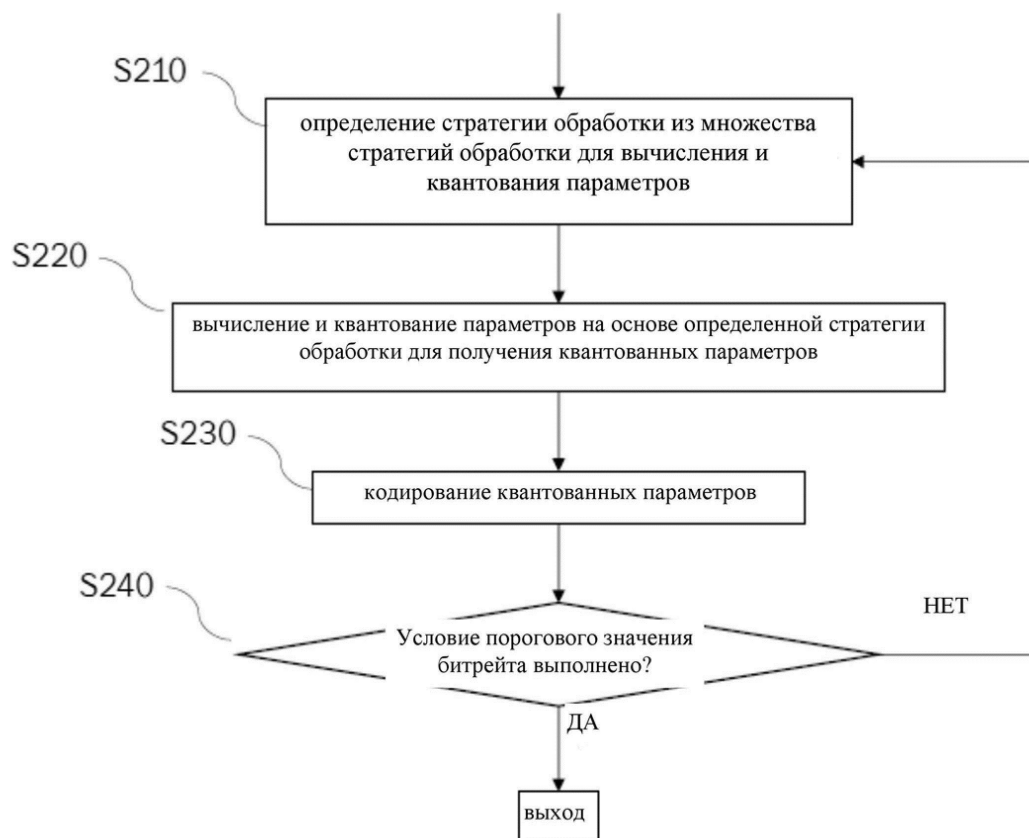 S210
определение стратегии обработки из множества
стратегий обработки для вычисления и
квантования параметров
S220
вычисление и квантование параметров на основе определенной стратегии
обработки для получения квантованных параметров
S230
кодирование квантованных параметров
S240
НЕТ
Условие порогового значения
битрейта выполнено?
ДА
выход